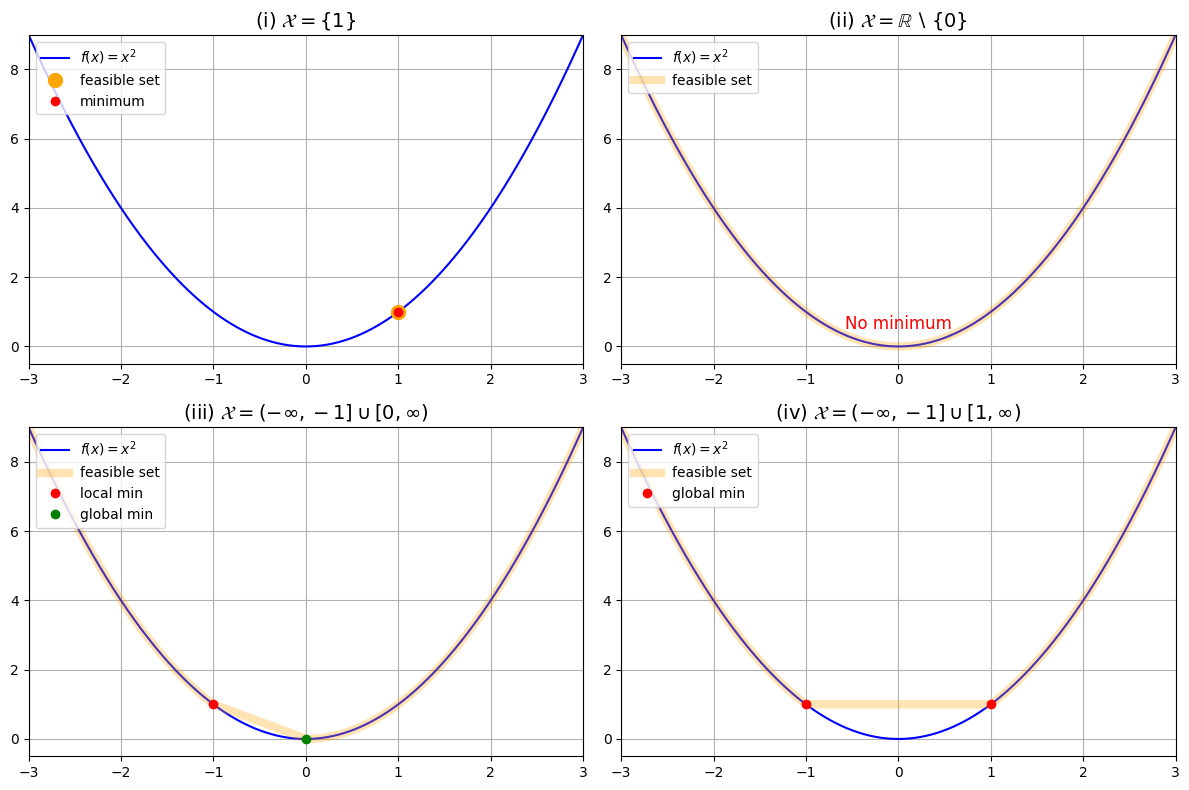 (i) 𝒳 = {1}
f(x) = x²
feasible set
minimum
8
6
4
2
0
−3 −2 −1 0 1 2 3
(ii) 𝒳 = ℝ \ {0}
f(x) = x²
feasible set
No minimum
8
6
4
2
0
−3 −2 −1 0 1 2 3
(iii) 𝒳 = (−∞, −1] ∪ [0, ∞)
f(x) = x²
feasible set
local min
global min
8
6
4
2
0
−3 −2 −1 0 1 2 3
(iv) 𝒳 = (−∞, −1] ∪ [1, ∞)
f(x) = x²
feasible set
global min
8
6
4
2
0
−3 −2 −1 0 1 2 3